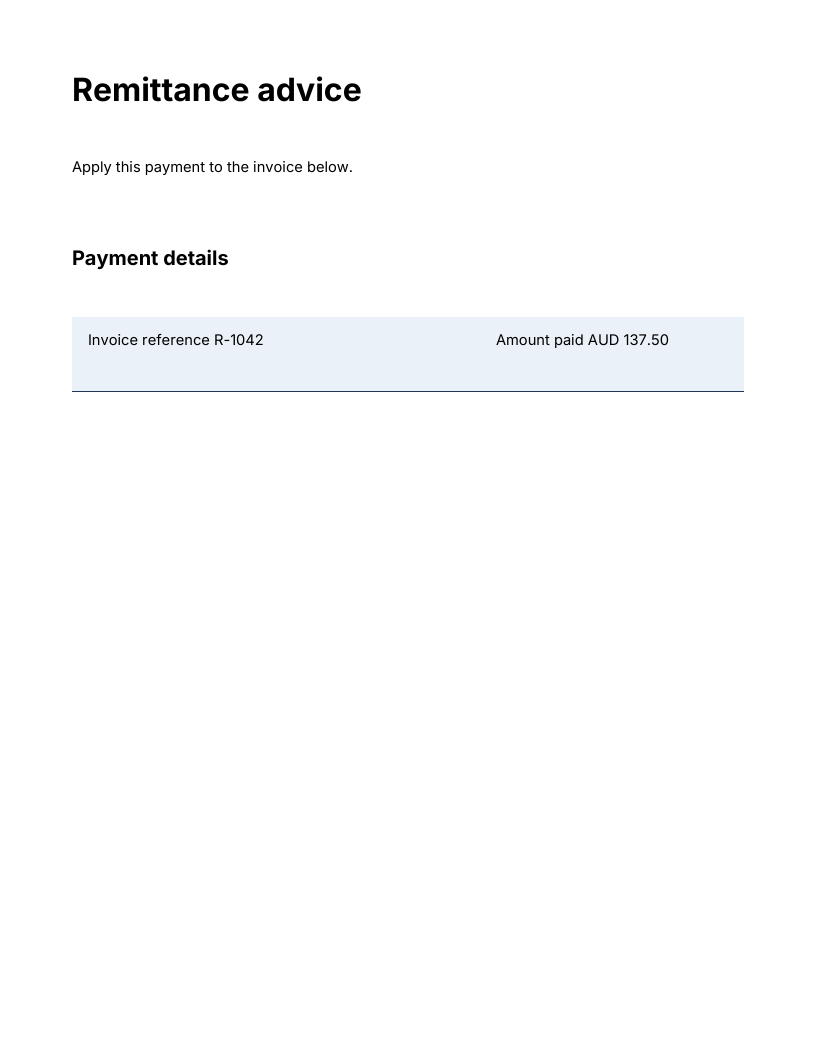 Remittance advice
Apply this payment to the invoice below.
Payment details
Invoice reference R-1042
Amount paid AUD 137.50